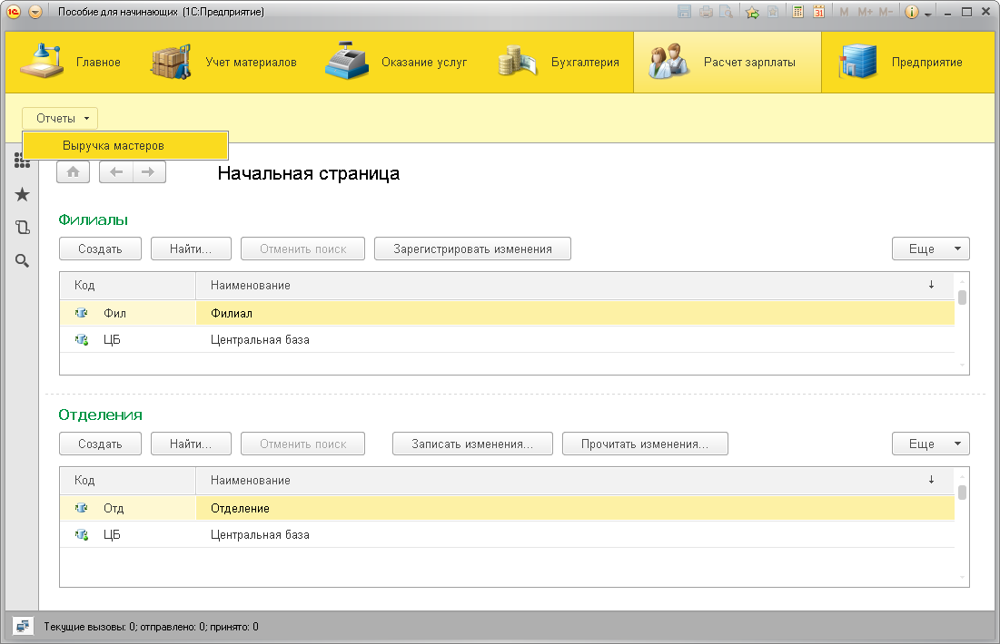 Пособие для начинающих (1С:Предприятие)
31 M M+ M-
Главное Учет материалов Оказание услуг Бухгалтерия Расчет зарплаты Предприятие
Отчеты
Выручка мастеров
Начальная страница
Филиалы
Создать Найти... Отменить поиск Зарегистрировать изменения Еще
Код Наименование
Фил Филиал
ЦБ Центральная база
Отделения
Создать Найти... Отменить поиск Записать изменения... Прочитать изменения... Еще
Код Наименование
Отд Отделение
ЦБ Центральная база
Текущие вызовы: 0; отправлено: 0; принято: 0